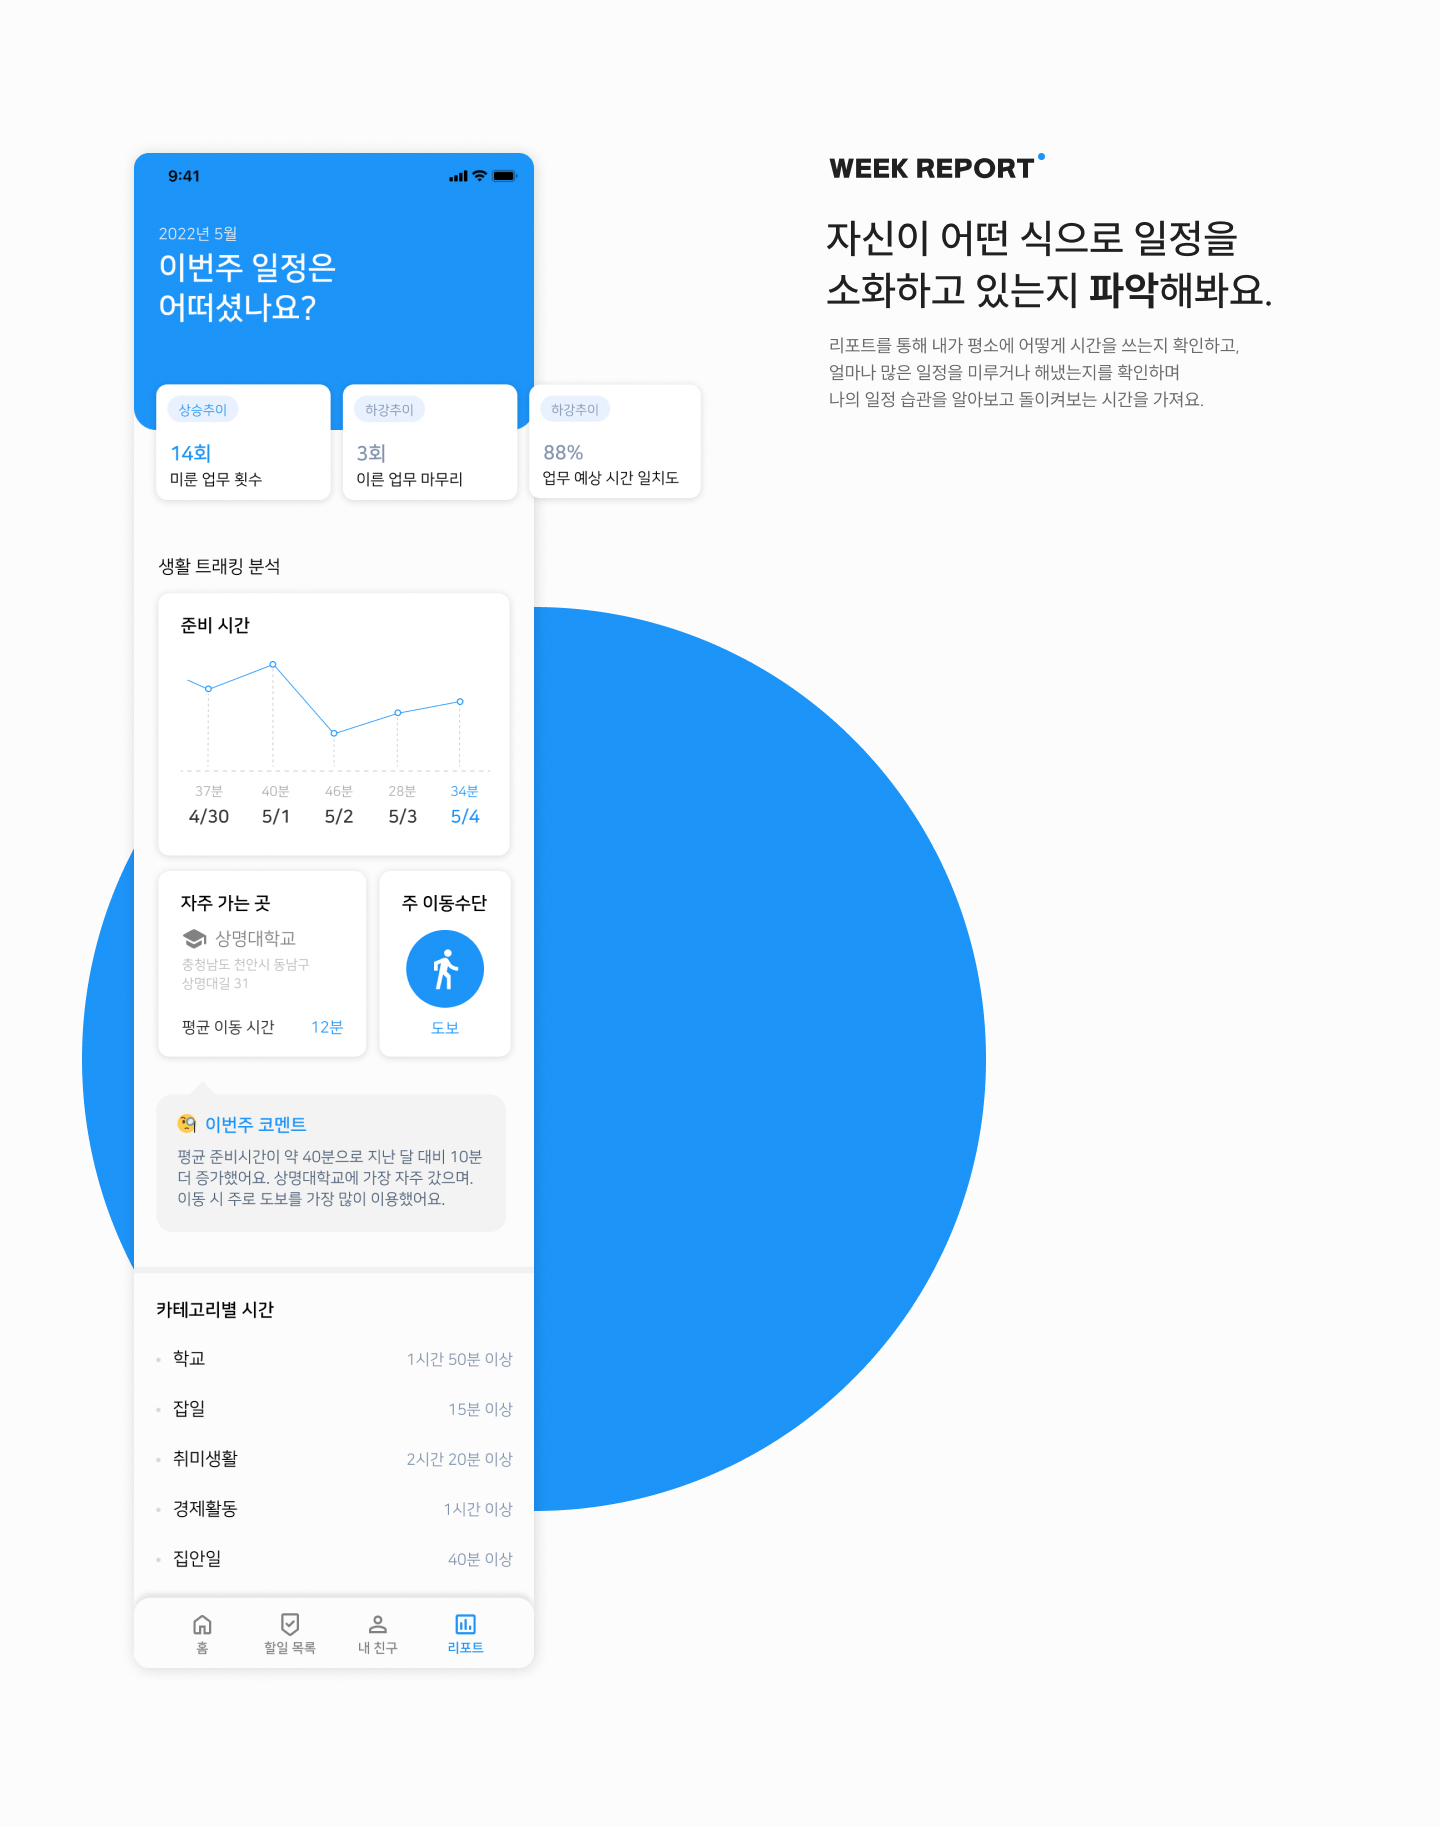 9:41
2022년 5월
이번주 일정은
어떠셨나요?
상승추이
14회
미룬 업무 횟수
하강추이
3회
이른 업무 마무리
하강추이
88%
업무 예상 시간 일치도
생활 트래킹 분석
준비 시간
37분 40분 46분 28분 34분
4/30 5/1 5/2 5/3 5/4
자주 가는 곳
상명대학교
충청남도 천안시 동남구
상명대길 31
평균 이동 시간 12분
주 이동수단
도보
이번주 코멘트
평균 준비시간이 약 40분으로 지난 달 대비 10분
더 증가했어요. 상명대학교에 가장 자주 갔으며.
이동 시 주로 도보를 가장 많이 이용했어요.
카테고리별 시간
학교 1시간 50분 이상
잡일 15분 이상
취미생활 2시간 20분 이상
경제활동 1시간 이상
집안일 40분 이상
홈 할일 목록 내 친구 리포트
WEEK REPORT
자신이 어떤 식으로 일정을
소화하고 있는지 파악해봐요.
리포트를 통해 내가 평소에 어떻게 시간을 쓰는지 확인하고,
얼마나 많은 일정을 미루거나 해냈는지를 확인하며
나의 일정 습관을 알아보고 돌이켜보는 시간을 가져요.